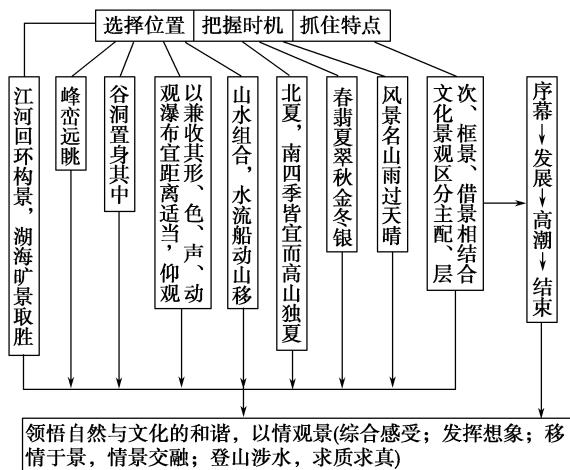 选择位置
把握时机
抓住特点
江河回环构景，湖海旷景取胜
峰峦远眺
谷洞置身其中
观瀑布宜距离适当，仰观
以兼收其形、色、声、动
山水组合，水流船动山移
北夏，南四季皆宜而高山独夏
春翡夏翠秋金冬银
风景名山雨过天晴
文化景观区分主配、层
次、框景、借景相结合
序幕
发展
高潮
结束
领悟自然与文化的和谐，以情观景(综合感受；发挥想象；移
情于景，情景交融；登山涉水，求质求真)